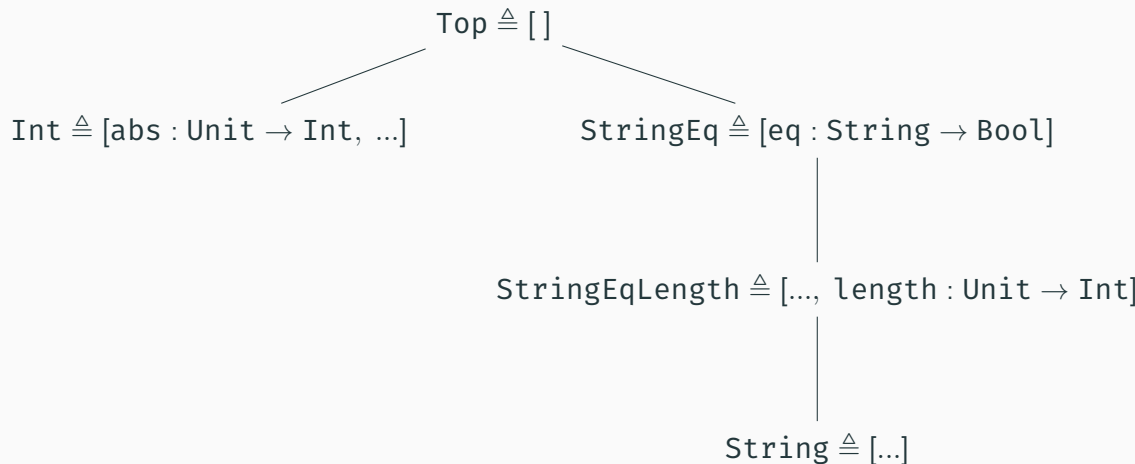 Top ≜ []
Int ≜ [abs : Unit → Int, ...]
StringEq ≜ [eq : String → Bool]
StringEqLength ≜ [..., length : Unit → Int]
String ≜ [...]